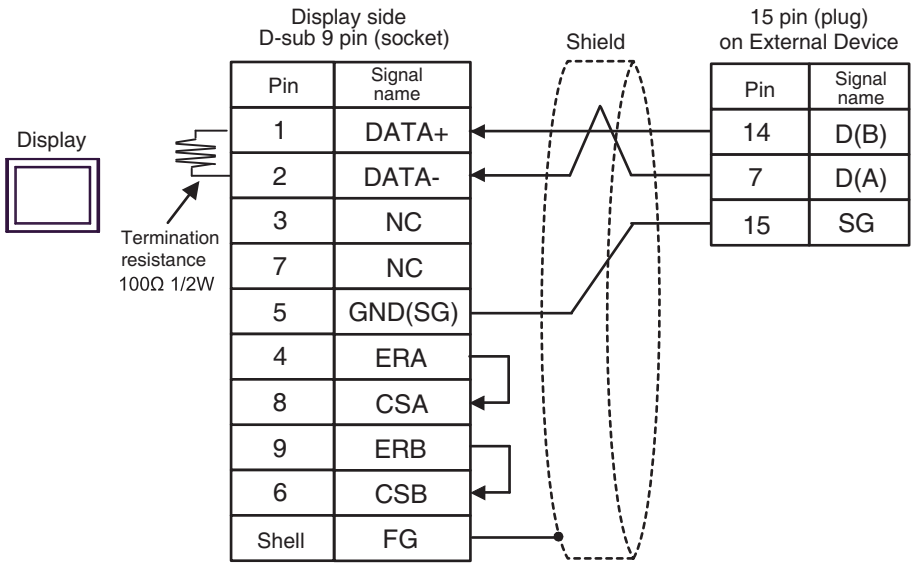 Display side
D-sub 9 pin (socket)
Shield
15 pin (plug)
on External Device
Display
Termination
resistance
100Ω 1/2W
Pin Signal name
1 DATA+
2 DATA-
3 NC
7 NC
5 GND(SG)
4 ERA
8 CSA
9 ERB
6 CSB
Shell FG
Pin Signal name
14 D(B)
7 D(A)
15 SG